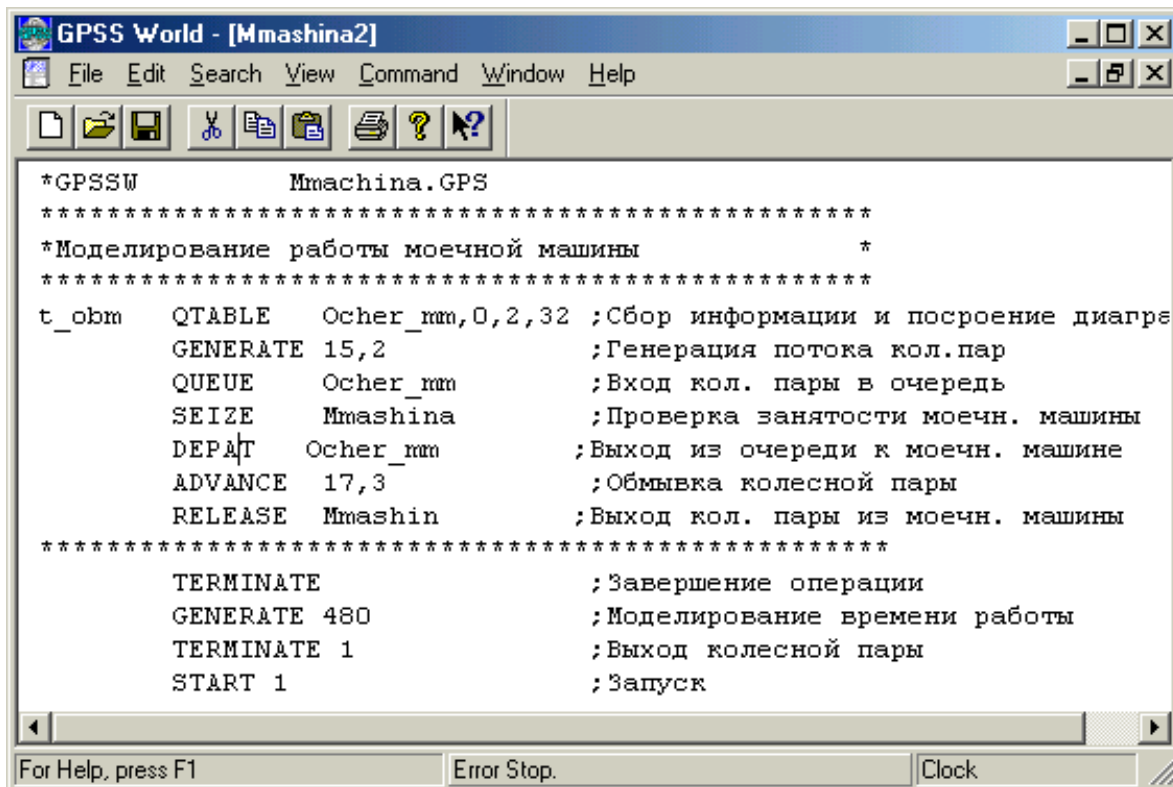 GPSS World - [Mmashina2]
File Edit Search View Command Window Help
*GPSSW Mmachina.GPS
**************************************************
*Моделирование работы моечной машины *
**************************************************
t_obm QTABLE Ocher_mm,0,2,32 ;Сбор информации и посроение диагра
GENERATE 15,2 ;Генерация потока кол.пар
QUEUE Ocher_mm ;Вход кол. пары в очередь
SEIZE Mmashina ;Проверка занятости моечн. машины
DEPAT Ocher_mm ;Выход из очереди к моечн. машине
ADVANCE 17,3 ;Обмывка колесной пары
RELEASE Mmashin ;Выход кол. пары из моечн. машины
***************************************************
TERMINATE ;Завершение операции
GENERATE 480 ;Моделирование времени работы
TERMINATE 1 ;Выход колесной пары
START 1 ;Запуск
For Help, press F1 Error Stop. Clock